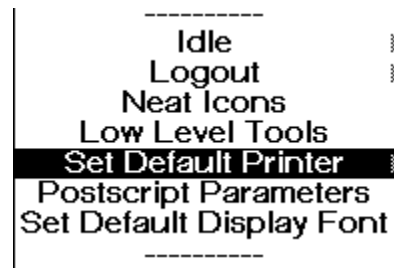 ----------
Idle
Logout
Neat Icons
Low Level Tools
Set Default Printer
Postscript Parameters
Set Default Display Font
----------